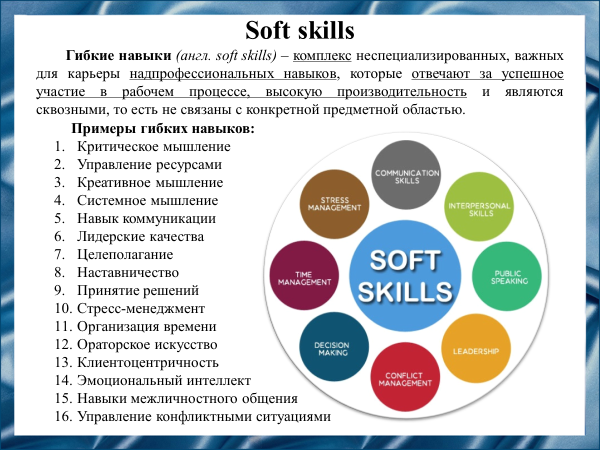 Soft skills
Гибкие навыки (англ. soft skills) – комплекс неспециализированных, важных
для карьеры надпрофессиональных навыков, которые отвечают за успешное
участие в рабочем процессе, высокую производительность и являются
сквозными, то есть не связаны с конкретной предметной областью.
Примеры гибких навыков:
1. Критическое мышление
2. Управление ресурсами
3. Креативное мышление
4. Системное мышление
5. Навык коммуникации
6. Лидерские качества
7. Целеполагание
8. Наставничество
9. Принятие решений
10. Стресс-менеджмент
11. Организация времени
12. Ораторское искусство
13. Клиентоцентричность
14. Эмоциональный интеллект
15. Навыки межличностного общения
16. Управление конфликтными ситуациями
COMMUNICATION
SKILLS
INTERPERSONAL
SKILLS
PUBLIC
SPEAKING
LEADERSHIP
CONFLICT
MANAGEMENT
DECISION
MAKING
TIME
MANAGEMENT
STRESS
MANAGEMENT
SOFT
SKILLS